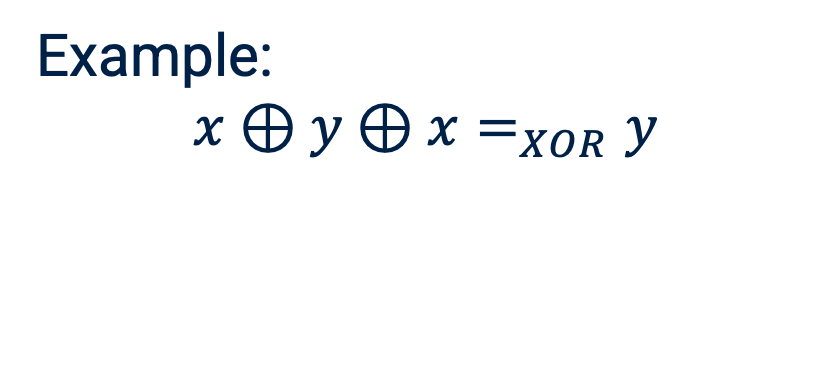 Example:
x ⊕ y ⊕ x =XOR y